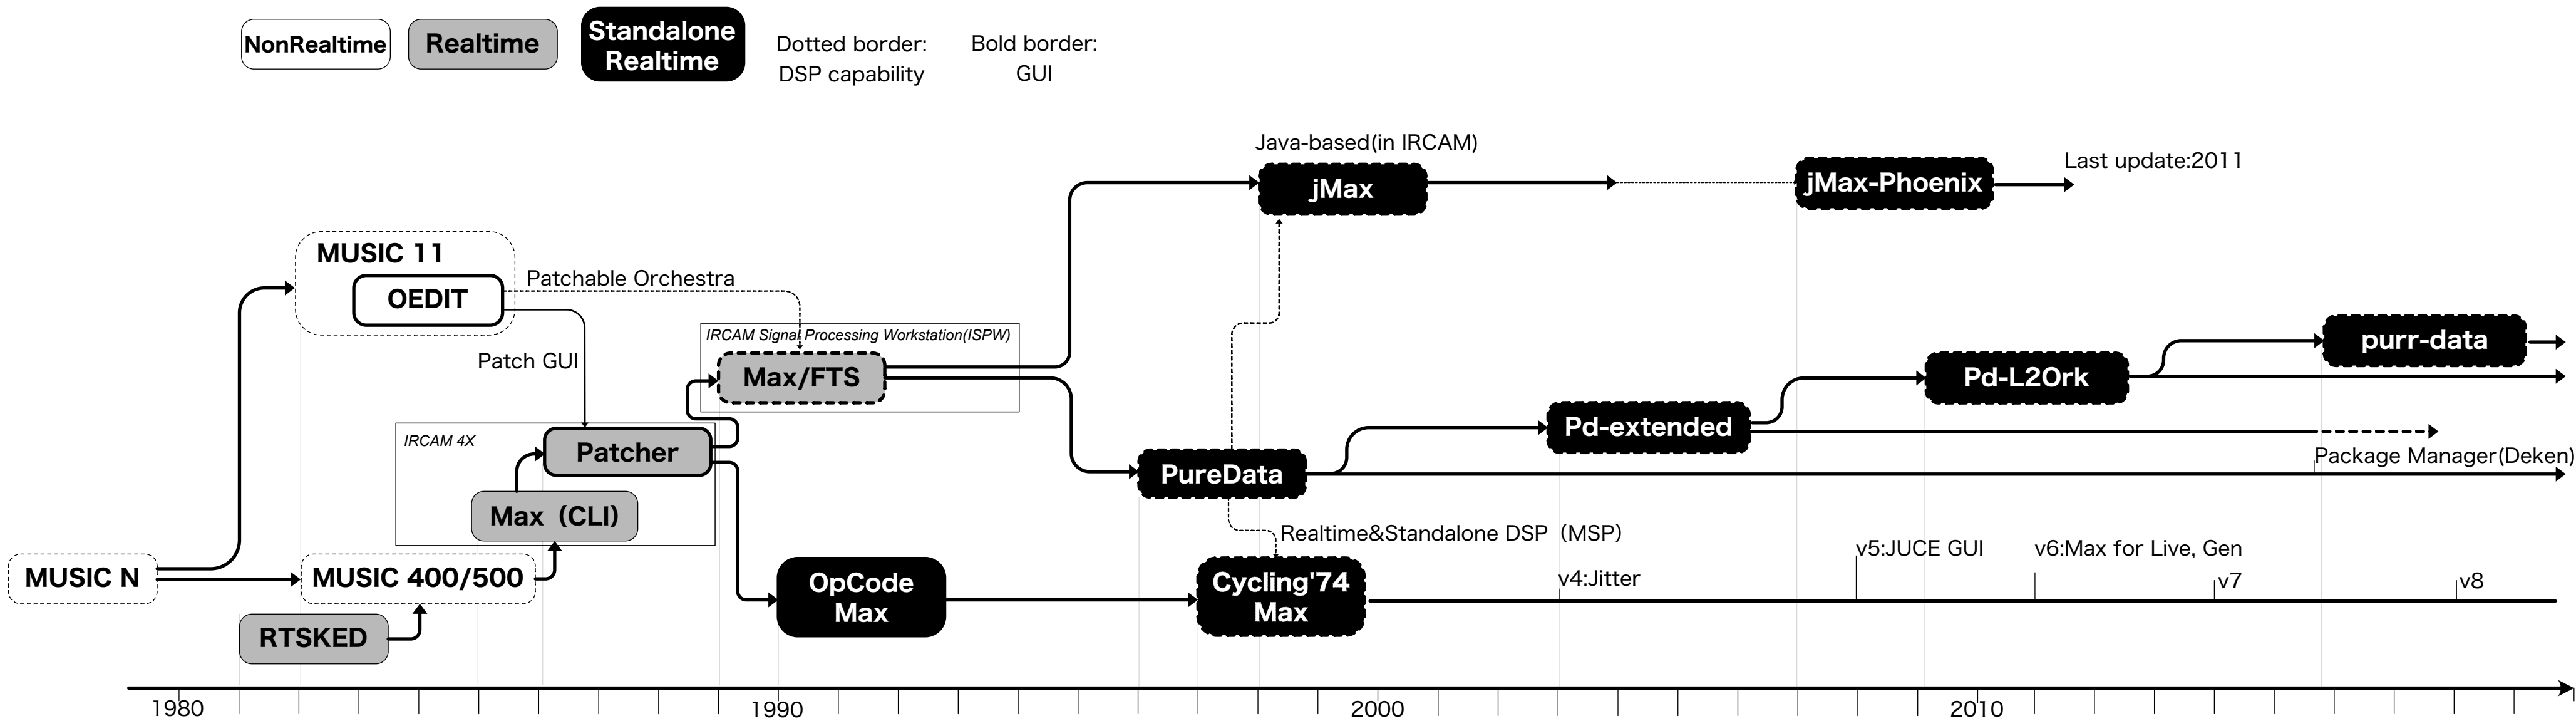 NonRealtime
Realtime
Standalone
Realtime
Dotted border:
DSP capability
Bold border:
GUI
Java-based(in IRCAM)
jMax
jMax-Phoenix
Last update:2011
MUSIC 11
OEDIT
Patchable Orchestra
Patch GUI
IRCAM Signal Processing Workstation(ISPW)
Max/FTS
purr-data
Pd-L2Ork
Pd-extended
IRCAM 4X
Patcher
Max（CLI）
PureData
Package Manager(Deken)
Realtime&Standalone DSP（MSP）
MUSIC N
MUSIC 400/500
RTSKED
OpCode
Max
Cycling'74
Max
v4:Jitter
v5:JUCE GUI
v6:Max for Live, Gen
v7
v8
1980
1990
2000
2010